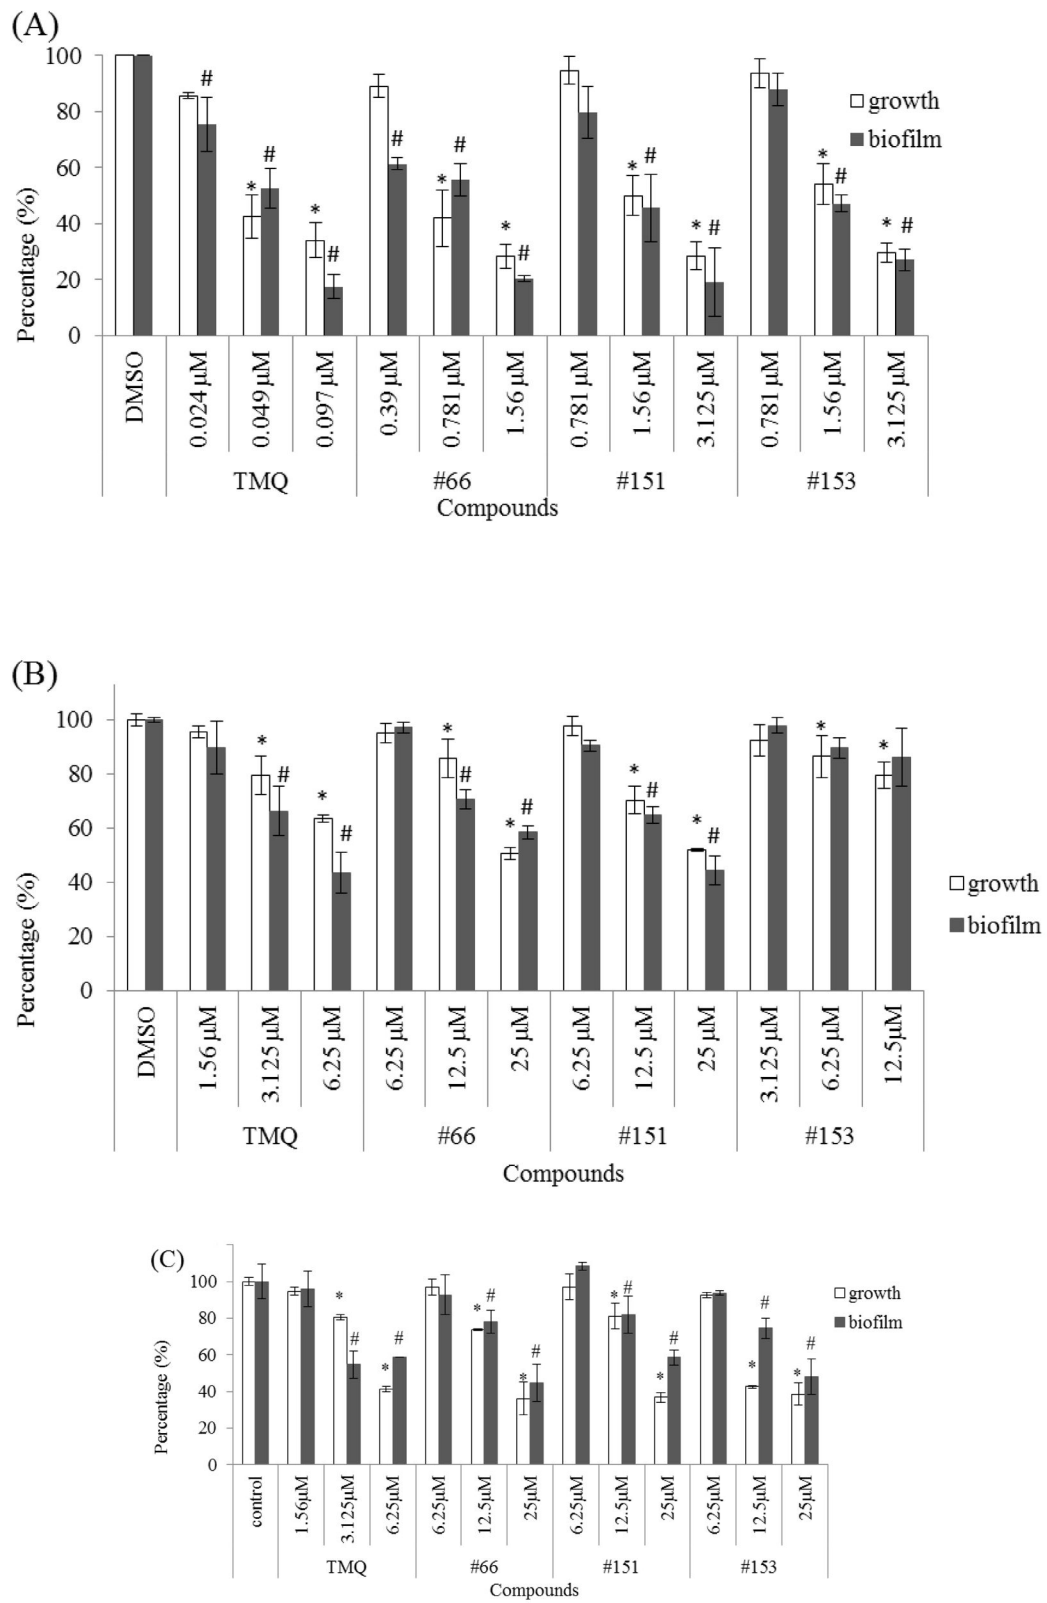 (A)
100
80
60
40
20
0
Percentage (%)
# * # * # # * # * # * # * # * # * #
growth
biofilm
DMSO
0.024 µM
0.049 µM
0.097 µM
0.39 µM
0.781 µM
1.56 µM
0.781 µM
1.56 µM
3.125 µM
0.781 µM
1.56 µM
3.125 µM
TMQ #66 #151 #153
Compounds
(B)
100
80
60
40
20
0
Percentage (%)
* # * # * # * # * # * # * *
growth
biofilm
DMSO
1.56 µM
3.125 µM
6.25 µM
6.25 µM
12.5 µM
25 µM
6.25 µM
12.5 µM
25 µM
3.125 µM
6.25 µM
12.5µM
TMQ #66 #151 #153
Compounds
(C)
100
80
60
40
20
0
Percentage (%)
* # * # * # * # * # * # * # * #
growth
biofilm
control
1.56µM
3.125µM
6.25µM
6.25µM
12.5µM
25µM
6.25µM
12.5µM
25µM
6.25µM
12.5µM
25µM
TMQ #66 #151 #153
Compounds